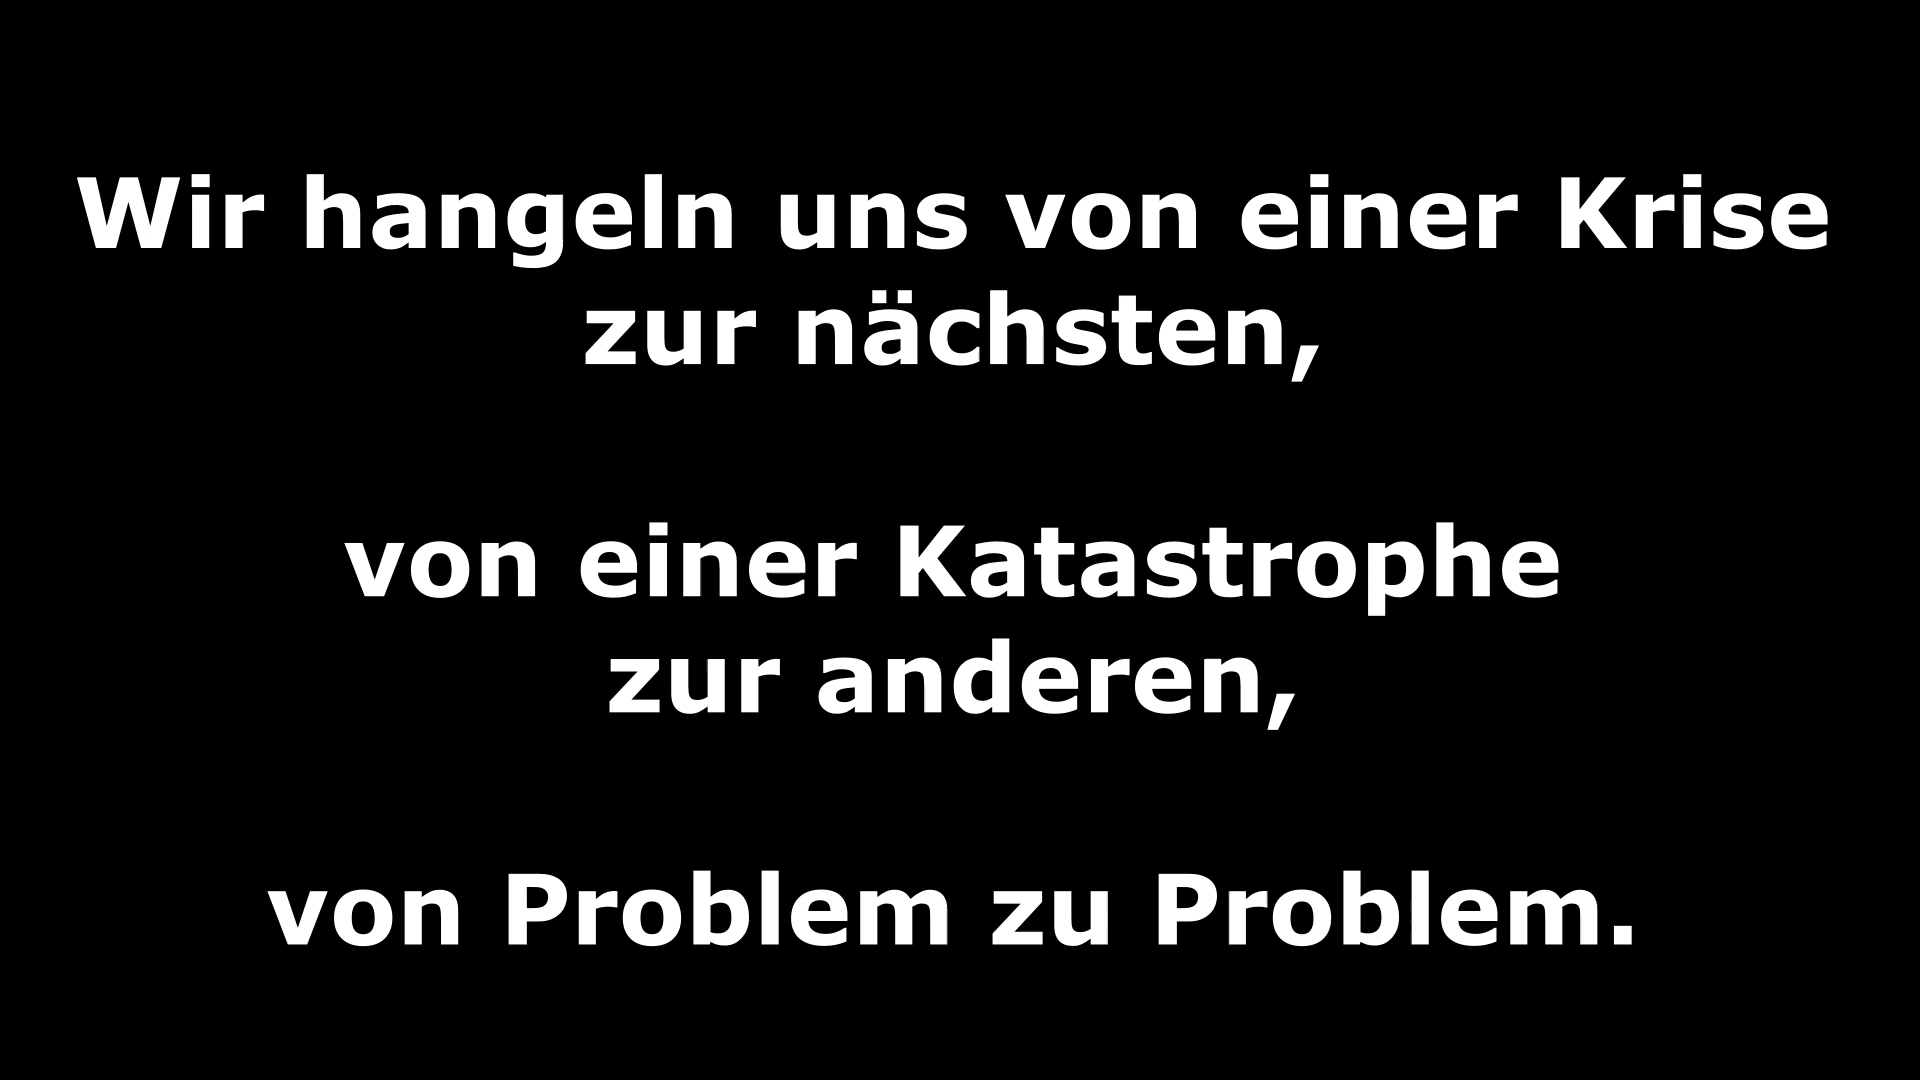 Wir hangeln uns von einer Krise
zur nächsten,
von einer Katastrophe
zur anderen,
von Problem zu Problem.